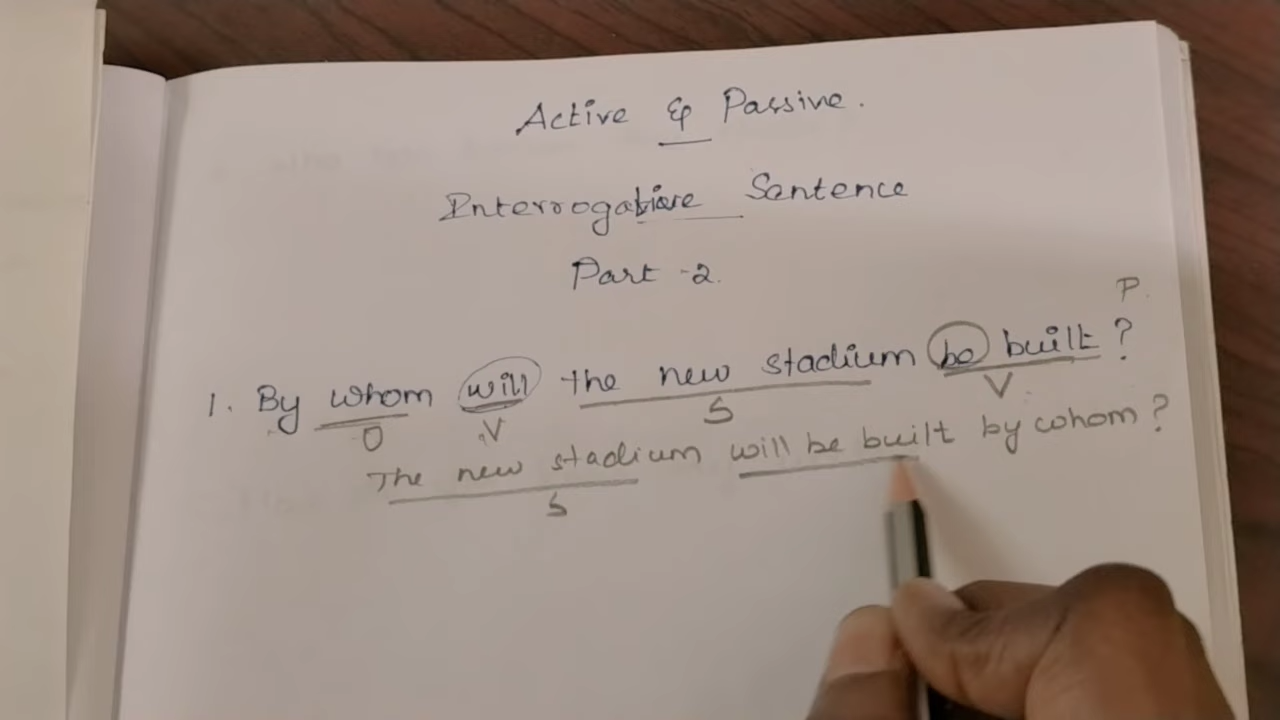 Active & Passive.
Interrogative Sentence
Part - 2.
P.
1. By whom will the new stadium be built?
O V S V
The new stadium will be built by whom?
S